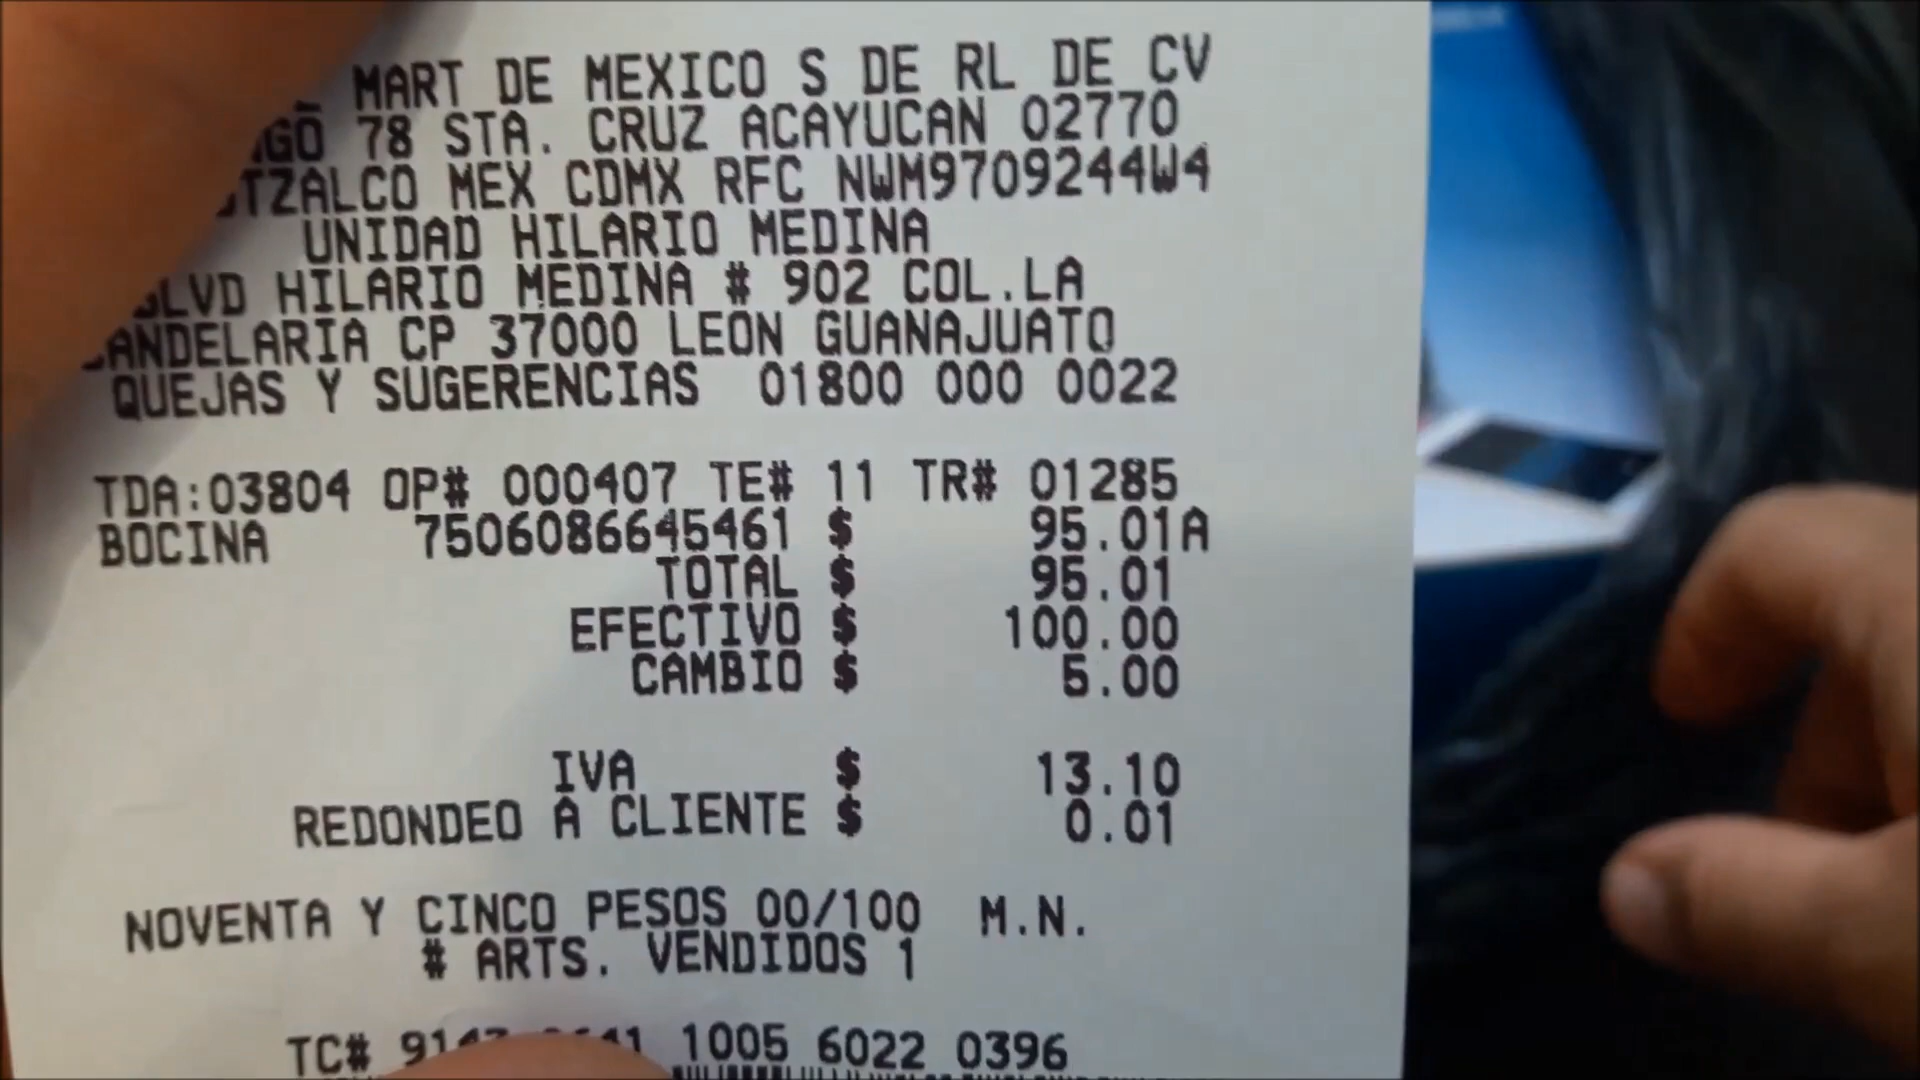 MART DE MEXICO S DE RL DE CV
78 STA. CRUZ ACAYUCAN 02770
MEX CDMX RFC NWM9709244W4
UNIDAD HILARIO MEDINA
BLVD HILARIO MEDINA # 902 COL.LA
CANDELARIA CP 37000 LEON GUANAJUATO
QUEJAS Y SUGERENCIAS 01800 000 0022
TDA:03804 OP# 000407 TE# 11 TR# 01285
BOCINA 7506086645461 $ 95.01A
TOTAL $ 95.01
EFECTIVO $ 100.00
CAMBIO $ 5.00
IVA $ 13.10
REDONDEO A CLIENTE $ 0.01
NOVENTA Y CINCO PESOS 00/100 M.N.
# ARTS. VENDIDOS 1
TC# 1005 6022 0396